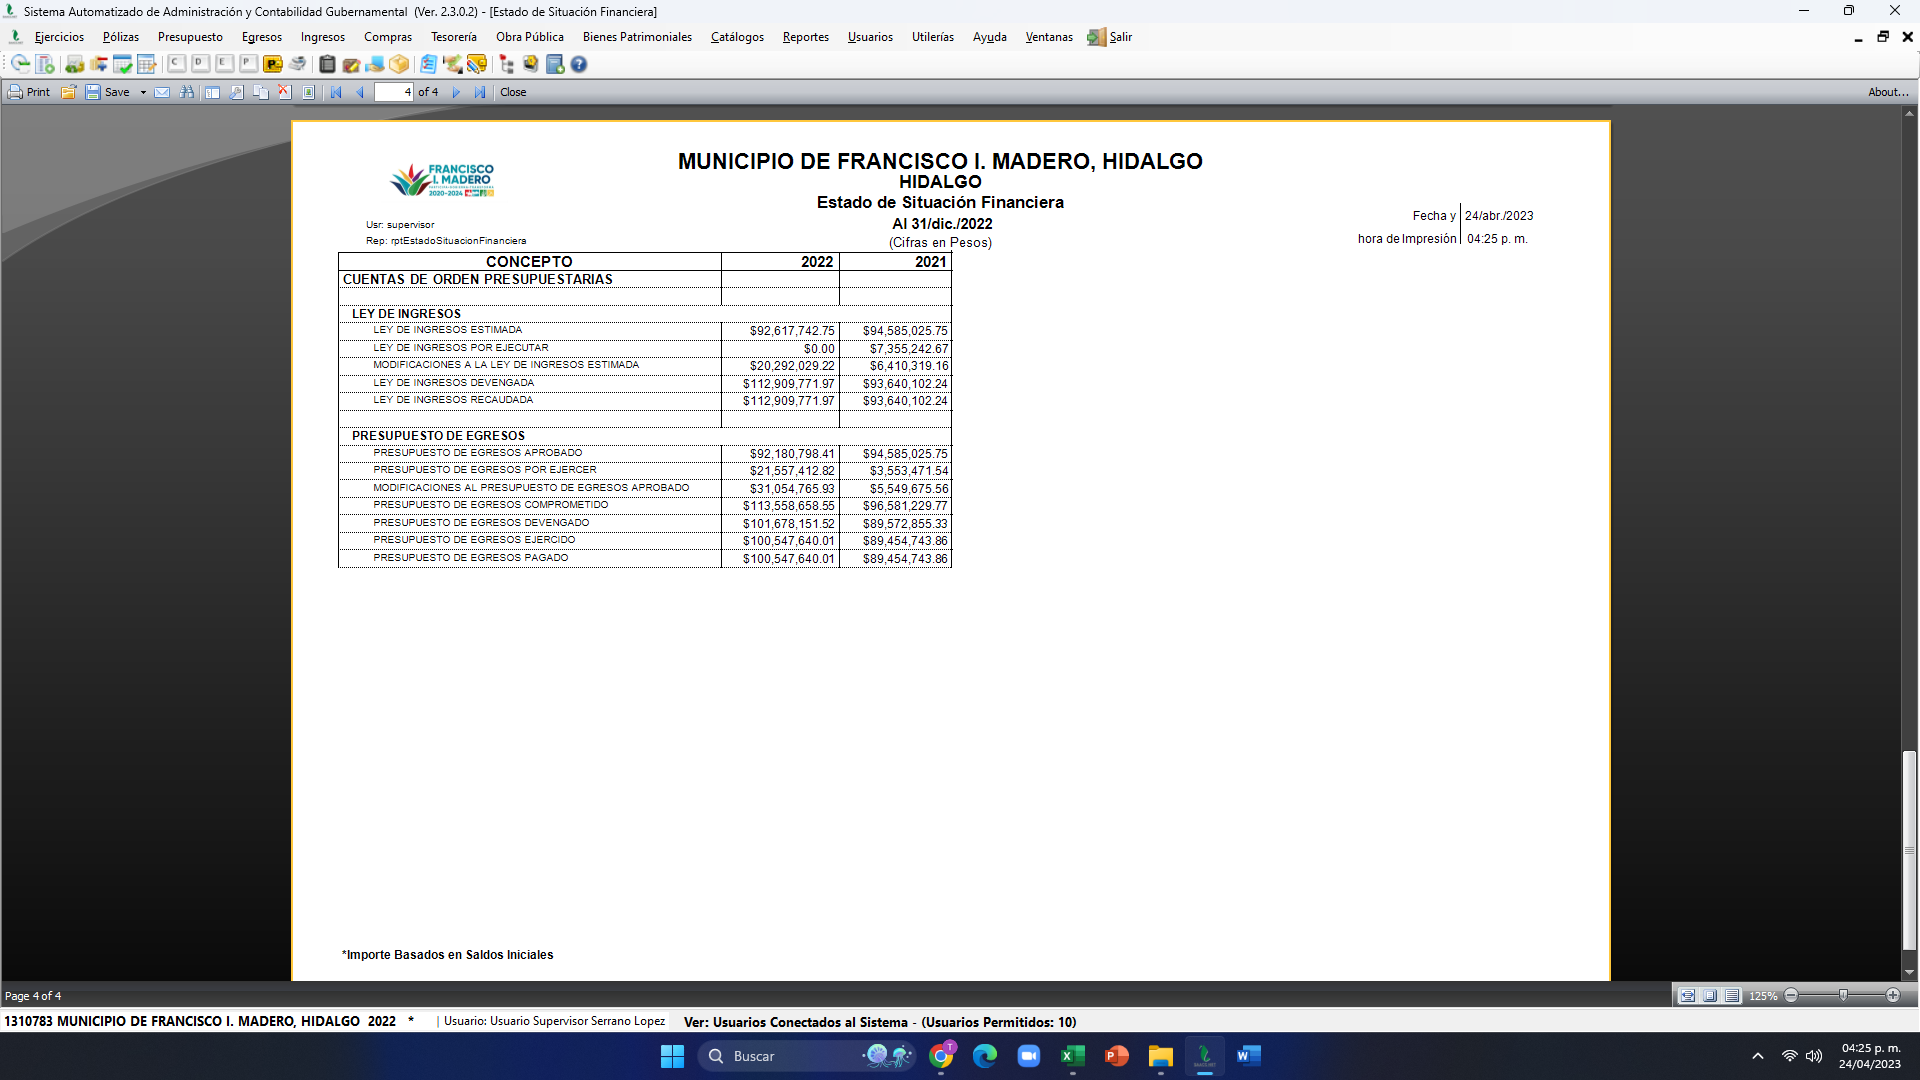 Sistema Automatizado de Administración y Contabilidad Gubernamental (Ver. 2.3.0.2) - [Estado de Situación Financiera]
Ejercicios Pólizas Presupuesto Egresos Ingresos Compras Tesorería Obra Pública Bienes Patrimoniales Catálogos Reportes Usuarios Utilerías Ayuda Ventanas Salir
C D E P P
Print Save 4 of 4 Close About...
FRANCISCO
I. MADERO
2020-2024
MUNICIPIO DE FRANCISCO I. MADERO, HIDALGO
HIDALGO
Estado de Situación Financiera
Al 31/dic./2022
(Cifras en Pesos)
Usr: supervisor
Rep: rptEstadoSituacionFinanciera
Fecha y 24/abr./2023
hora de Impresión 04:25 p. m.
CONCEPTO 2022 2021
CUENTAS DE ORDEN PRESUPUESTARIAS
LEY DE INGRESOS
LEY DE INGRESOS ESTIMADA $92,617,742.75 $94,585,025.75
LEY DE INGRESOS POR EJECUTAR $0.00 $7,355,242.67
MODIFICACIONES A LA LEY DE INGRESOS ESTIMADA $20,292,029.22 $6,410,319.16
LEY DE INGRESOS DEVENGADA $112,909,771.97 $93,640,102.24
LEY DE INGRESOS RECAUDADA $112,909,771.97 $93,640,102.24
PRESUPUESTO DE EGRESOS
PRESUPUESTO DE EGRESOS APROBADO $92,180,798.41 $94,585,025.75
PRESUPUESTO DE EGRESOS POR EJERCER $21,557,412.82 $3,553,471.54
MODIFICACIONES AL PRESUPUESTO DE EGRESOS APROBADO $31,054,765.93 $5,549,675.56
PRESUPUESTO DE EGRESOS COMPROMETIDO $113,558,658.55 $96,581,229.77
PRESUPUESTO DE EGRESOS DEVENGADO $101,678,151.52 $89,572,855.33
PRESUPUESTO DE EGRESOS EJERCIDO $100,547,640.01 $89,454,743.86
PRESUPUESTO DE EGRESOS PAGADO $100,547,640.01 $89,454,743.86
*Importe Basados en Saldos Iniciales
Page 4 of 4 125%
1310783 MUNICIPIO DE FRANCISCO I. MADERO, HIDALGO 2022 * | Usuario: Usuario Supervisor Serrano Lopez Ver: Usuarios Conectados al Sistema - (Usuarios Permitidos: 10)
Buscar
04:25 p. m.
24/04/2023